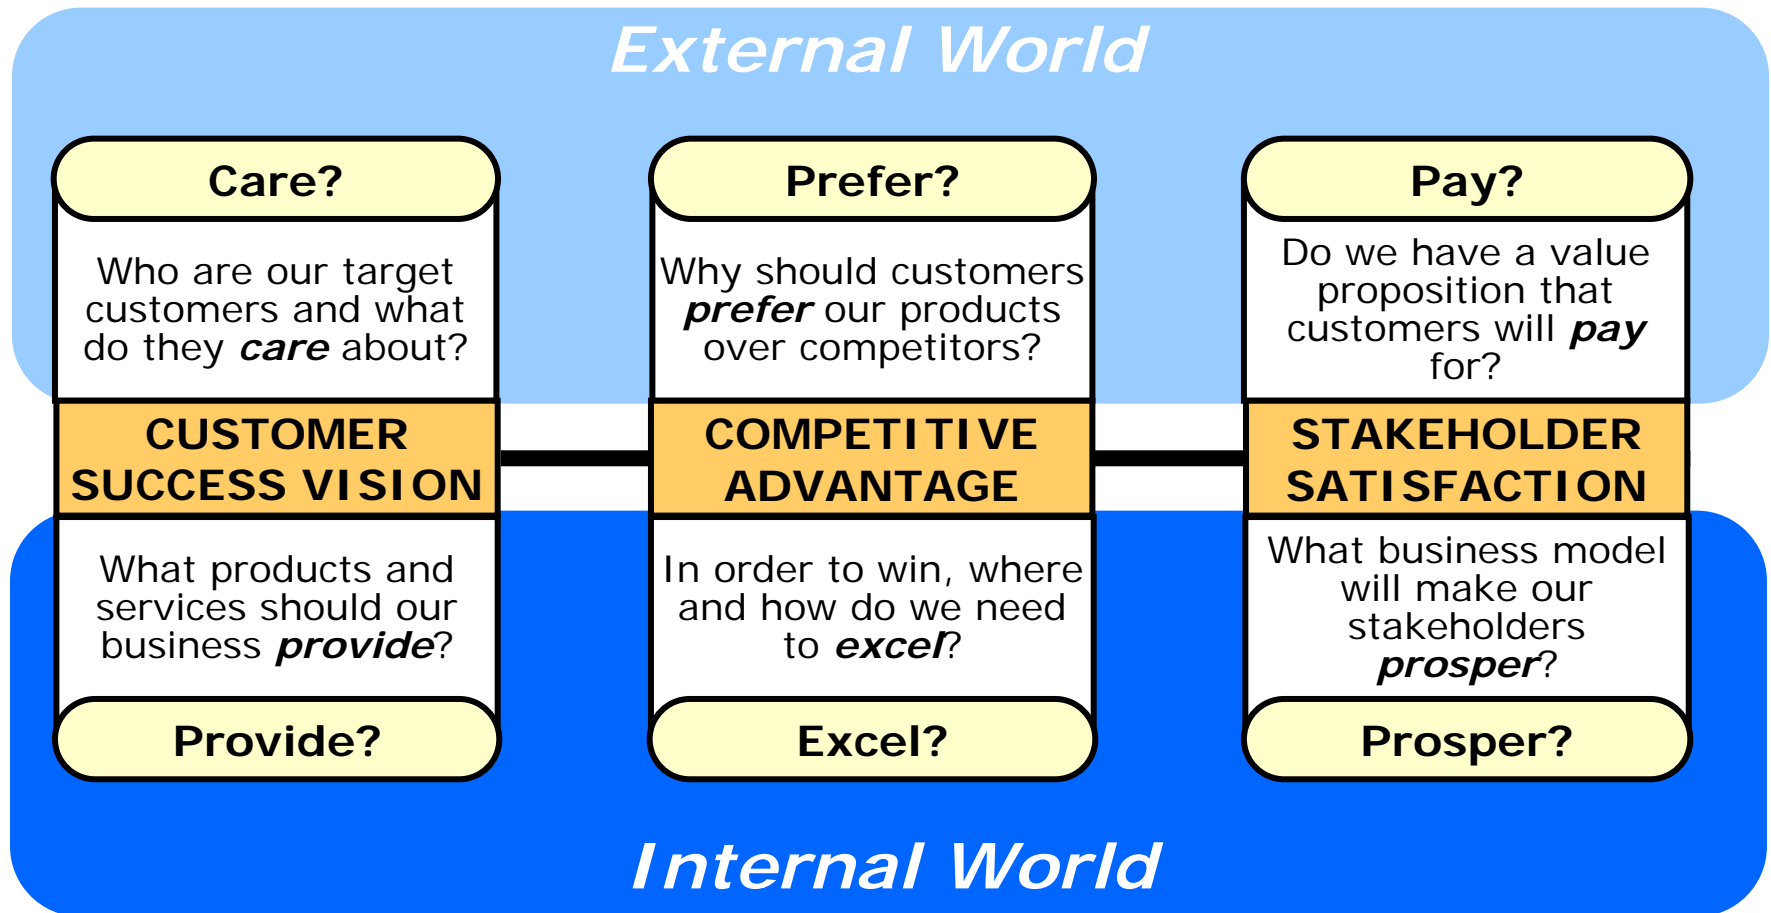 External World
Care?
Who are our target
customers and what
do they care about?
CUSTOMER
SUCCESS VISION
What products and
services should our
business provide?
Provide?
Prefer?
Why should customers
prefer our products
over competitors?
COMPETITIVE
ADVANTAGE
In order to win, where
and how do we need
to excel?
Excel?
Pay?
Do we have a value
proposition that
customers will pay
for?
STAKEHOLDER
SATISFACTION
What business model
will make our
stakeholders
prosper?
Prosper?
Internal World